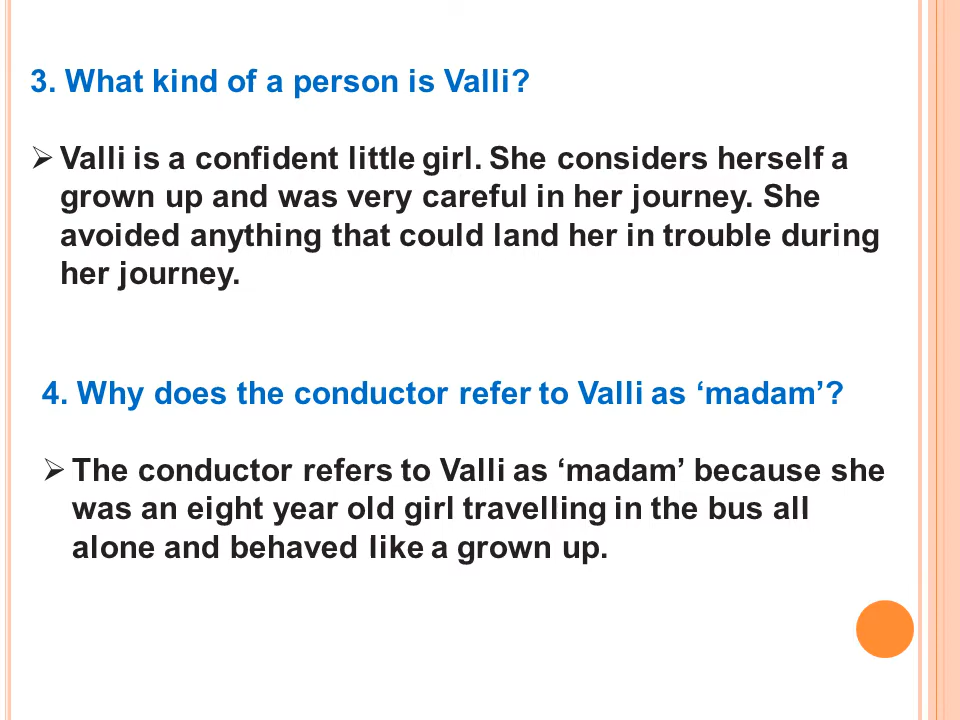 3. What kind of a person is Valli?
➢ Valli is a confident little girl. She considers herself a
grown up and was very careful in her journey. She
avoided anything that could land her in trouble during
her journey.
4. Why does the conductor refer to Valli as ‘madam’?
➢ The conductor refers to Valli as ‘madam’ because she
was an eight year old girl travelling in the bus all
alone and behaved like a grown up.